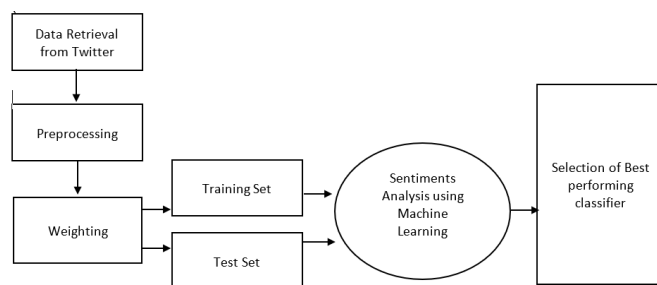 Data Retrieval
from Twitter
Preprocessing
Weighting
Training Set
Test Set
Sentiments
Analysis using
Machine
Learning
Selection of Best
performing
classifier